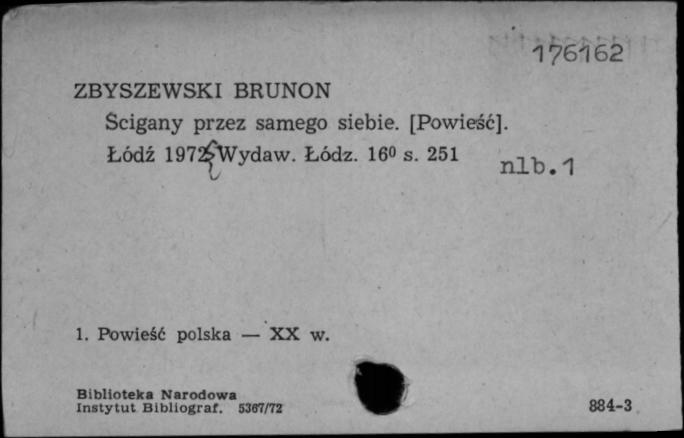 176162
ZBYSZEWSKI BRUNON
Ścigany przez samego siebie. [Powieść].
Łódź 1972 Wydaw. Łódz. 16⁰ s. 251 nlb.1
1. Powieść polska — XX w.
Biblioteka Narodowa
Instytut Bibliograf. 5367/72 884-3